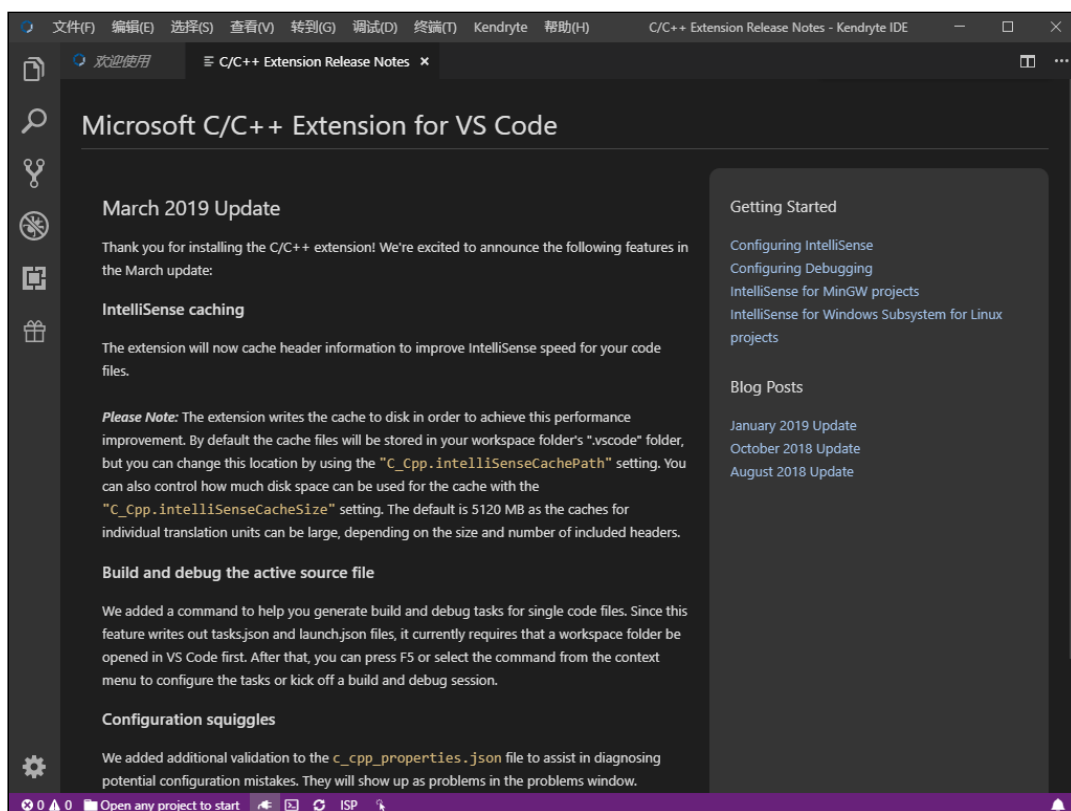 文件(F) 编辑(E) 选择(S) 查看(V) 转到(G) 调试(D) 终端(T) Kendryte 帮助(H) C/C++ Extension Release Notes - Kendryte IDE
欢迎使用 C/C++ Extension Release Notes
Microsoft C/C++ Extension for VS Code
March 2019 Update
Thank you for installing the C/C++ extension! We're excited to announce the following features in
the March update:
IntelliSense caching
The extension will now cache header information to improve IntelliSense speed for your code
files.
Please Note: The extension writes the cache to disk in order to achieve this performance
improvement. By default the cache files will be stored in your workspace folder's ".vscode" folder,
but you can change this location by using the "C_Cpp.intelliSenseCachePath" setting. You
can also control how much disk space can be used for the cache with the
"C_Cpp.intelliSenseCacheSize" setting. The default is 5120 MB as the caches for
individual translation units can be large, depending on the size and number of included headers.
Build and debug the active source file
We added a command to help you generate build and debug tasks for single code files. Since this
feature writes out tasks.json and launch.json files, it currently requires that a workspace folder be
opened in VS Code first. After that, you can press F5 or select the command from the context
menu to configure the tasks or kick off a build and debug session.
Configuration squiggles
We added additional validation to the c_cpp_properties.json file to assist in diagnosing
potential configuration mistakes. They will show up as problems in the problems window.
Getting Started
Configuring IntelliSense
Configuring Debugging
IntelliSense for MinGW projects
IntelliSense for Windows Subsystem for Linux
projects
Blog Posts
January 2019 Update
October 2018 Update
August 2018 Update
0 0 Open any project to start ISP